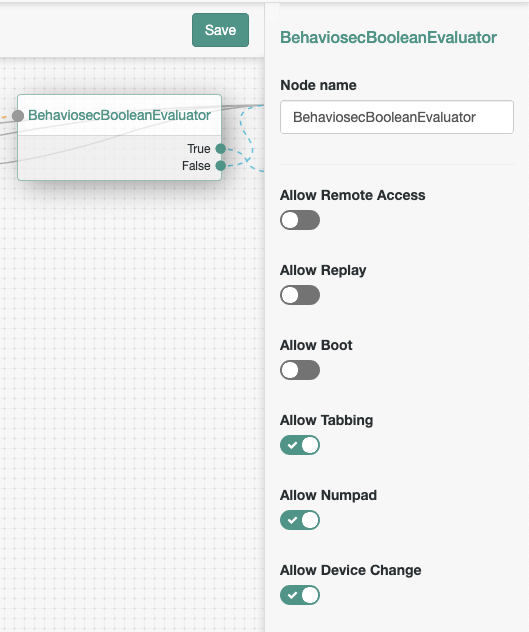 Save
BehaviosecBooleanEvaluator
True
False
BehaviosecBooleanEvaluator
Node name
BehaviosecBooleanEvaluator
Allow Remote Access
Allow Replay
Allow Boot
Allow Tabbing
Allow Numpad
Allow Device Change